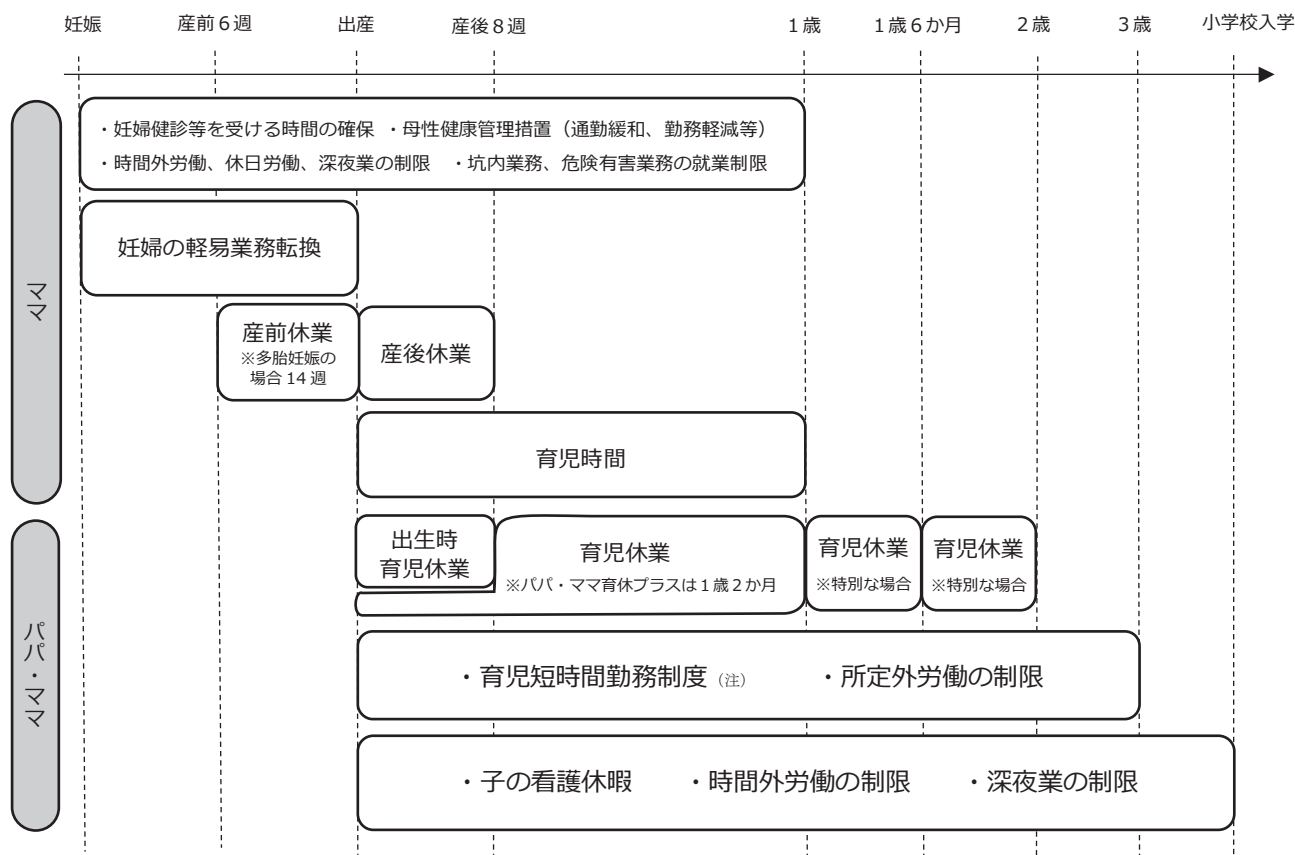 妊娠 産前６週 出産 産後８週 １歳 １歳６か月 ２歳 ３歳 小学校入学
ママ
・妊婦健診等を受ける時間の確保 ・母性健康管理措置（通勤緩和、勤務軽減等）
・時間外労働、休日労働、深夜業の制限 ・坑内業務、危険有害業務の就業制限
妊婦の軽易業務転換
産前休業
※多胎妊娠の
場合 14 週
産後休業
育児時間
パパ・ママ
出生時
育児休業
育児休業
※パパ・ママ育休プラスは１歳２か月
育児休業
※特別な場合
育児休業
※特別な場合
・育児短時間勤務制度（注） ・所定外労働の制限
・子の看護休暇 ・時間外労働の制限 ・深夜業の制限